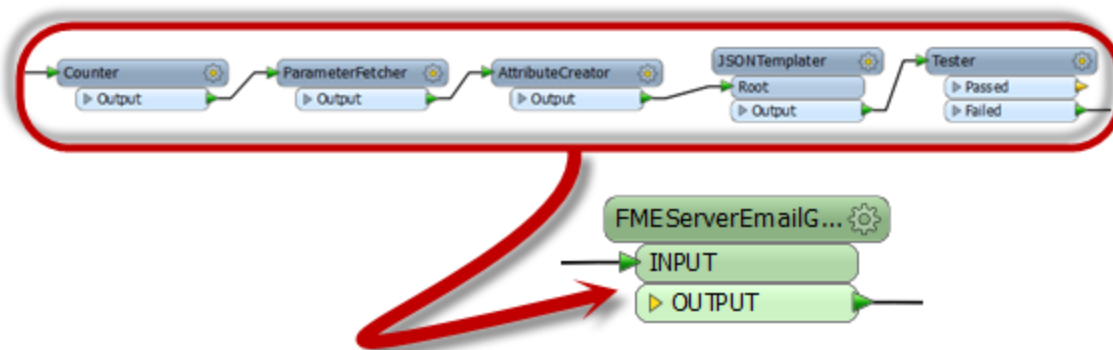 Counter
Output
ParameterFetcher
Output
AttributeCreator
Output
JSONTemplater
Root
Output
Tester
Passed
Failed
FMEServerEmailG...
INPUT
OUTPUT